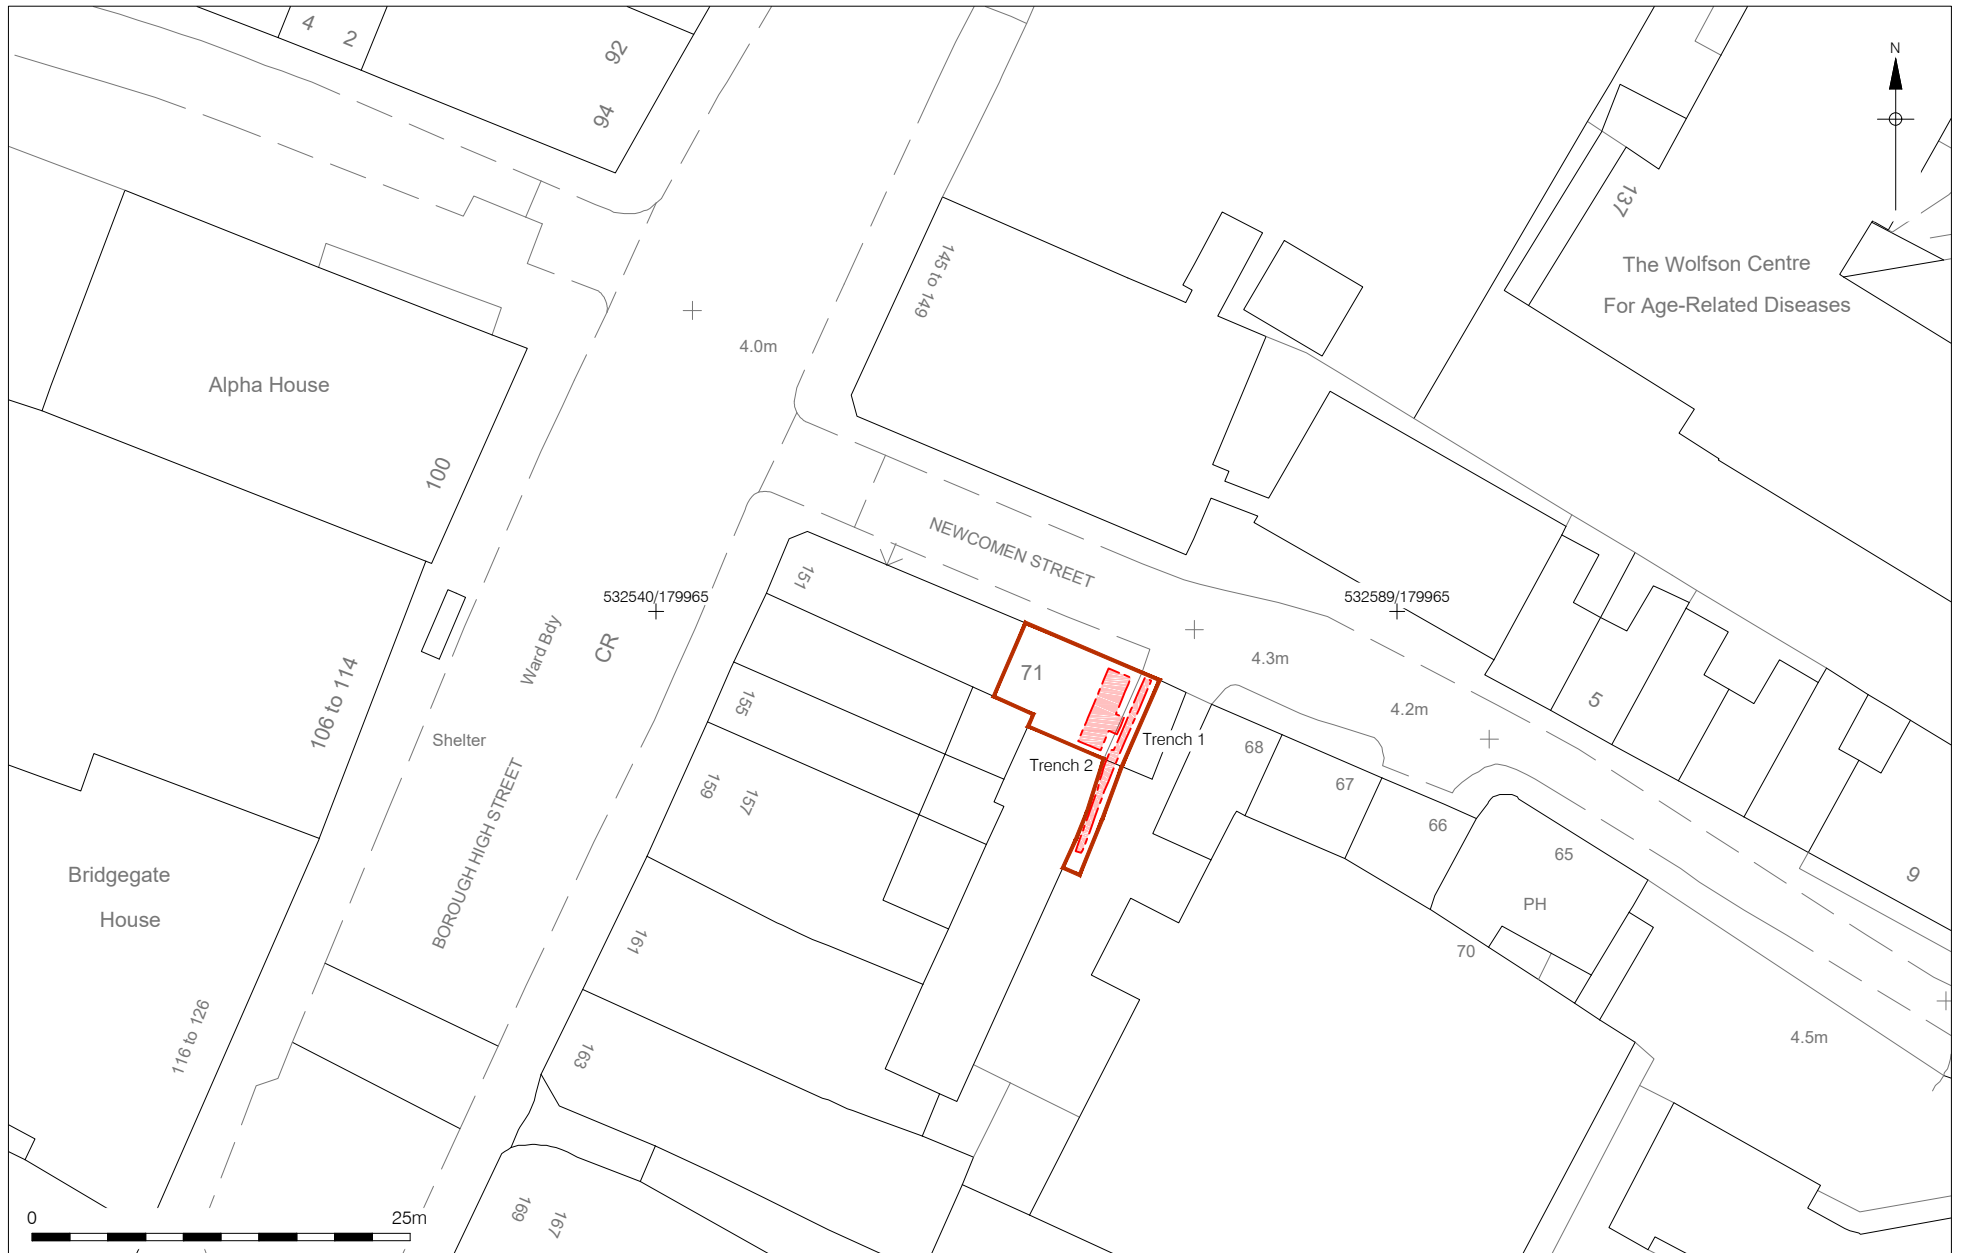 4
2
92
94
N
137
The Wolfson Centre
For Age-Related Diseases
145 to 149
4.0m
Alpha House
100
NEWCOMEN STREET
151
532540/179965
532589/179965
Ward Bdy
CR
71
4.3m
4.2m
5
106 to 114
155
Shelter
Trench 1
Trench 2
68
67
66
65
159
157
BOROUGH HIGH STREET
Bridgegate
House
PH
9
161
70
116 to 126
163
4.5m
169
167
0
25m